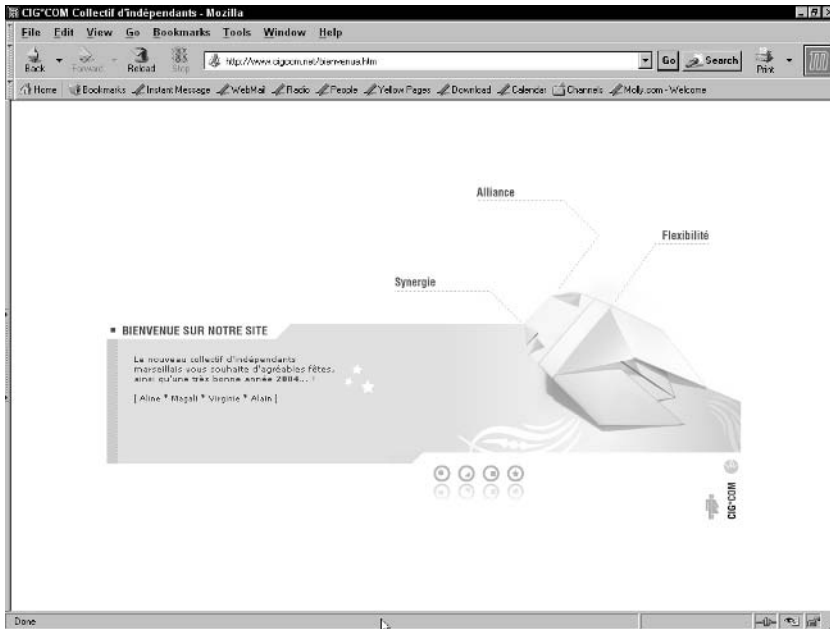 CIG*COM Collectif d'indépendants - Mozilla
File Edit View Go Bookmarks Tools Window Help
Back Forward Reload Stop http://www.cigcom.net/bienvenue.htm Go Search Print
Home Bookmarks Instant Message WebMail Radio People Yellow Pages Download Calendar Channels Molly.com - Welcome
Alliance
Flexibilité
Synergie
BIENVENUE SUR NOTRE SITE
Le nouveau collectif d'indépendants
marseillais vous souhaite d'agréables fêtes,
ainsi qu'une très bonne année 2004... !
[ Aline * Magali * Virginie * Alain ]
CIG*COM
Done